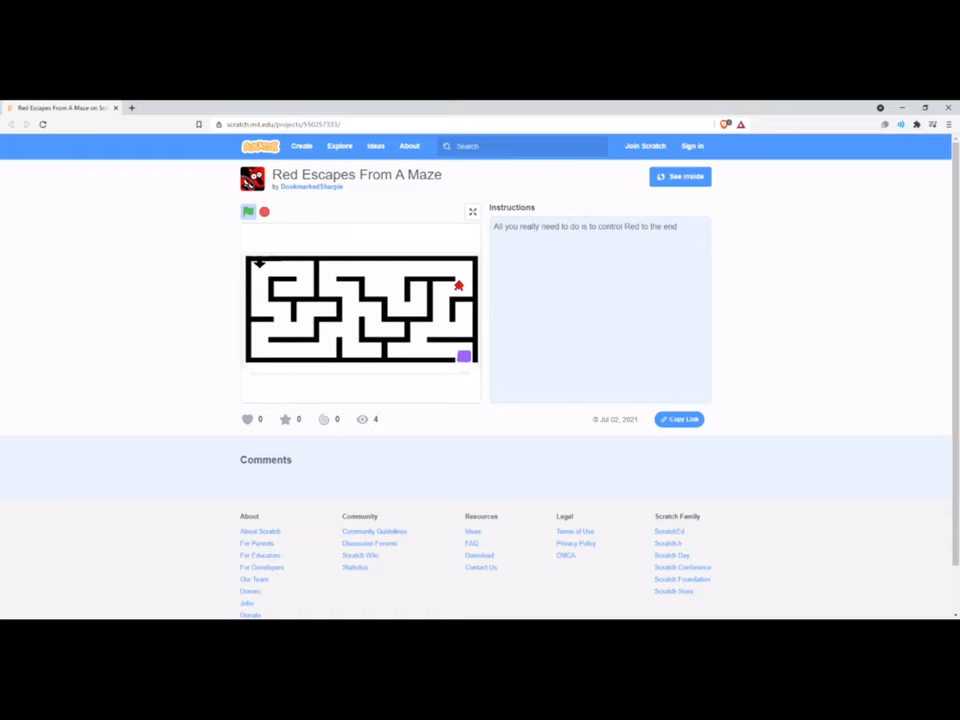 Red Escapes From A Maze on Scr
scratch.mit.edu/projects/550257333/
SCRATCH Create Explore Ideas About Search Join Scratch Sign in
Red Escapes From A Maze
by BookmarkedSharpie
See inside
Instructions
All you really need to do is to control Red to the end
0 0 0 4
© Jul 02, 2021
Copy Link
Comments
About Community Resources Legal Scratch Family
About Scratch Community Guidelines Ideas Terms of Use ScratchEd
For Parents Discussion Forums FAQ Privacy Policy ScratchJr
For Educators Scratch Wiki Download DMCA Scratch Day
For Developers Statistics Contact Us Scratch Conference
Our Team Scratch Foundation
Donors Scratch Store
Jobs
Donate